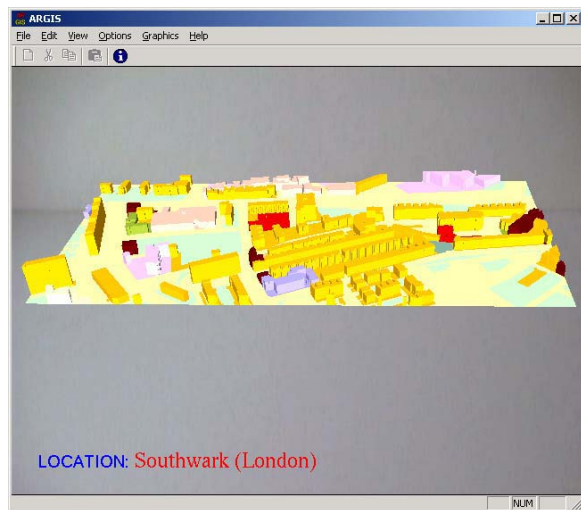 ARGIS
File Edit View Options Graphics Help
LOCATION: Southwark (London)
NUM